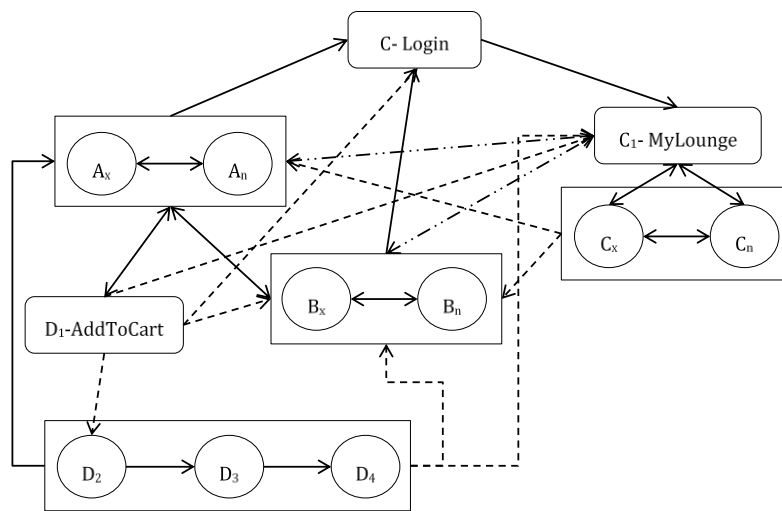 C- Login
C₁- MyLounge
Aₓ
Aₙ
Cₓ
Cₙ
Bₓ
Bₙ
D₁-AddToCart
D₂
D₃
D₄